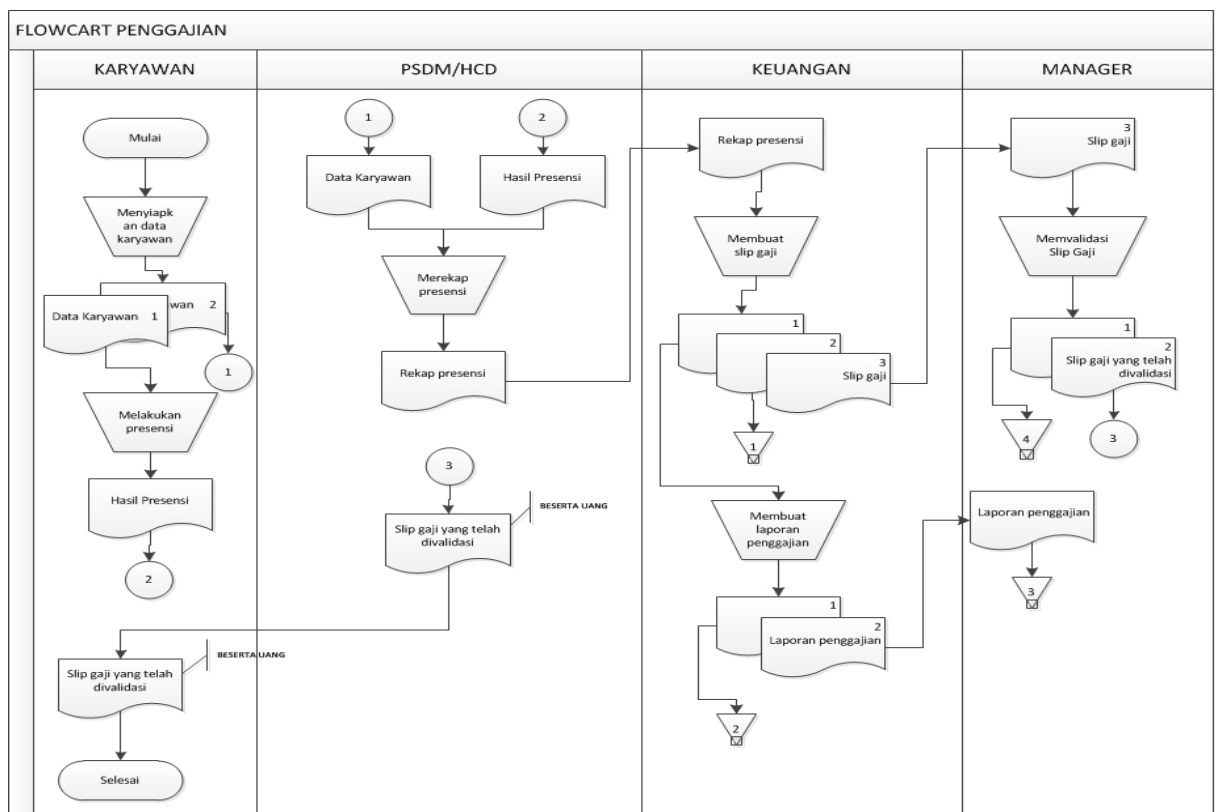 FLOWCART PENGGAJIAN
KARYAWAN
PSDM/HCD
KEUANGAN
MANAGER
Mulai
Menyiapk
an data
karyawan
wan 2
Data Karyawan 1
1
Melakukan
presensi
Hasil Presensi
2
BESERTA UANG
Slip gaji yang telah
divalidasi
Selesai
1
2
Data Karyawan
Hasil Presensi
Merekap
presensi
Rekap presensi
3
BESERTA UANG
Slip gaji yang telah
divalidasi
Rekap presensi
Membuat
slip gaji
1
2
3
Slip gaji
1
Membuat
laporan
penggajian
1
2
Laporan penggajian
2
3
Slip gaji
Memvalidasi
Slip Gaji
1
2
Slip gaji yang telah
divalidasi
4
3
Laporan penggajian
3